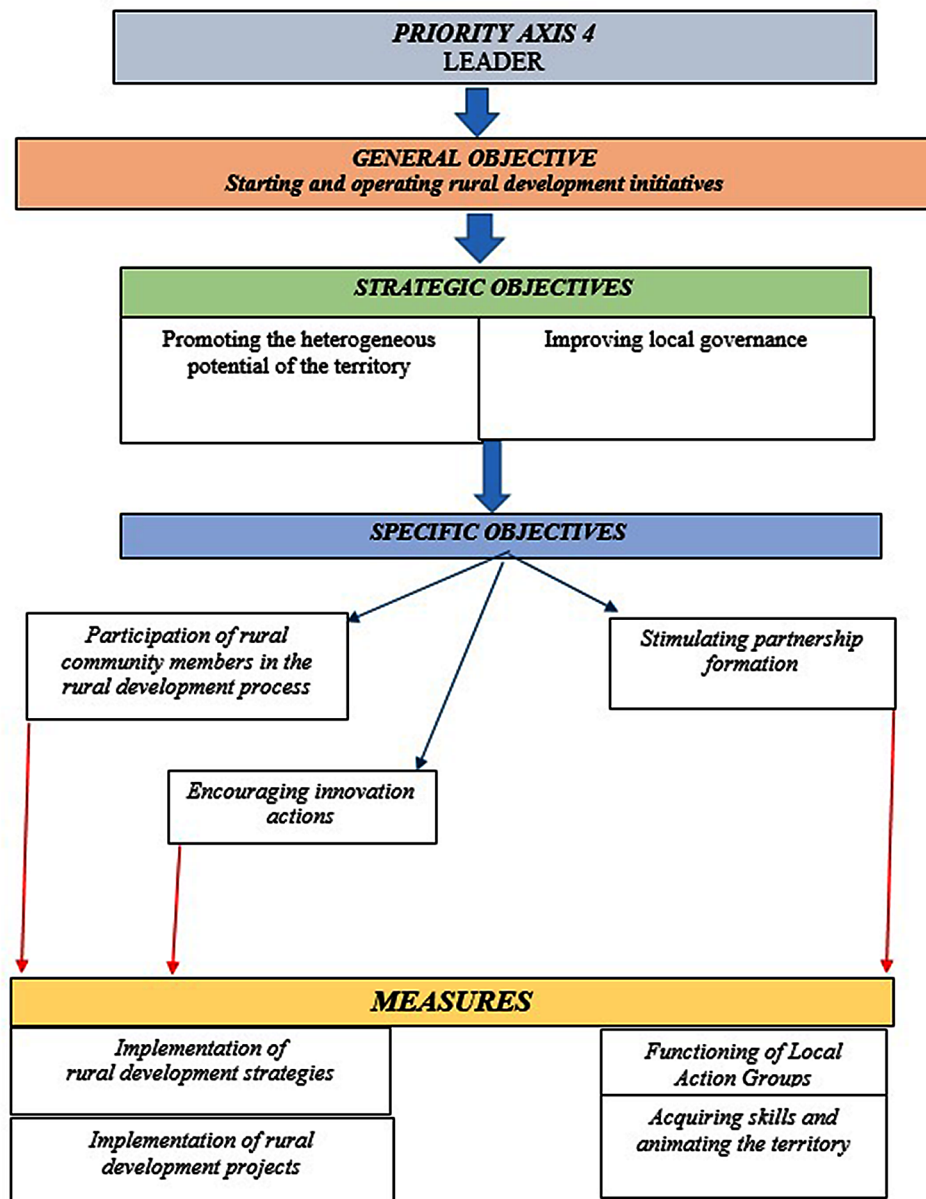 PRIORITY AXIS 4
LEADER
GENERAL OBJECTIVE
Starting and operating rural development initiatives
STRATEGIC OBJECTIVES
Promoting the heterogeneous
potential of the territory
Improving local governance
SPECIFIC OBJECTIVES
Participation of rural
community members in the
rural development process
Stimulating partnership
formation
Encouraging innovation
actions
MEASURES
Implementation of
rural development strategies
Functioning of Local
Action Groups
Implementation of rural
development projects
Acquiring skills and
animating the territory